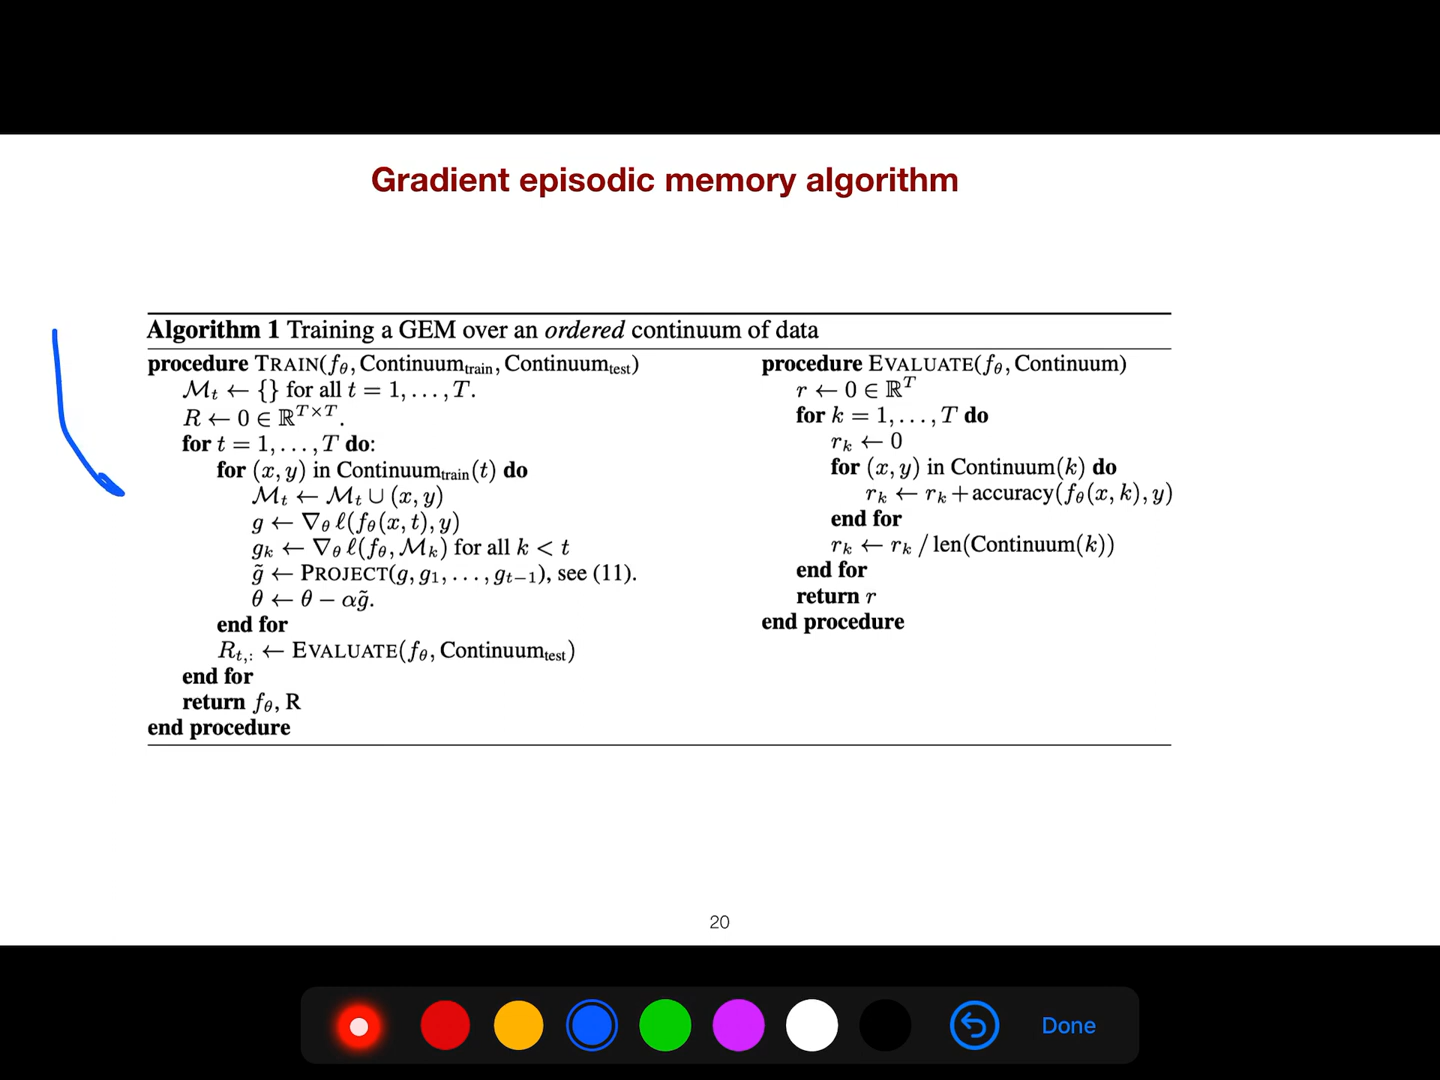 Gradient episodic memory algorithm
Algorithm 1 Training a GEM over an ordered continuum of data
procedure TRAIN(f_θ, Continuum_train, Continuum_test)
ℳ_t ← {} for all t = 1, . . . , T.
R ← 0 ∈ ℝ^{T×T}.
for t = 1, . . . , T do:
for (x, y) in Continuum_train(t) do
ℳ_t ← ℳ_t ∪ (x, y)
g ← ∇_θ ℓ(f_θ(x, t), y)
g_k ← ∇_θ ℓ(f_θ, ℳ_k) for all k < t
g̃ ← PROJECT(g, g_1, . . . , g_{t−1}), see (11).
θ ← θ − αg̃.
end for
R_{t,:} ← EVALUATE(f_θ, Continuum_test)
end for
return f_θ, R
end procedure
procedure EVALUATE(f_θ, Continuum)
r ← 0 ∈ ℝ^T
for k = 1, . . . , T do
r_k ← 0
for (x, y) in Continuum(k) do
r_k ← r_k + accuracy(f_θ(x, k), y)
end for
r_k ← r_k / len(Continuum(k))
end for
return r
end procedure
20
Done